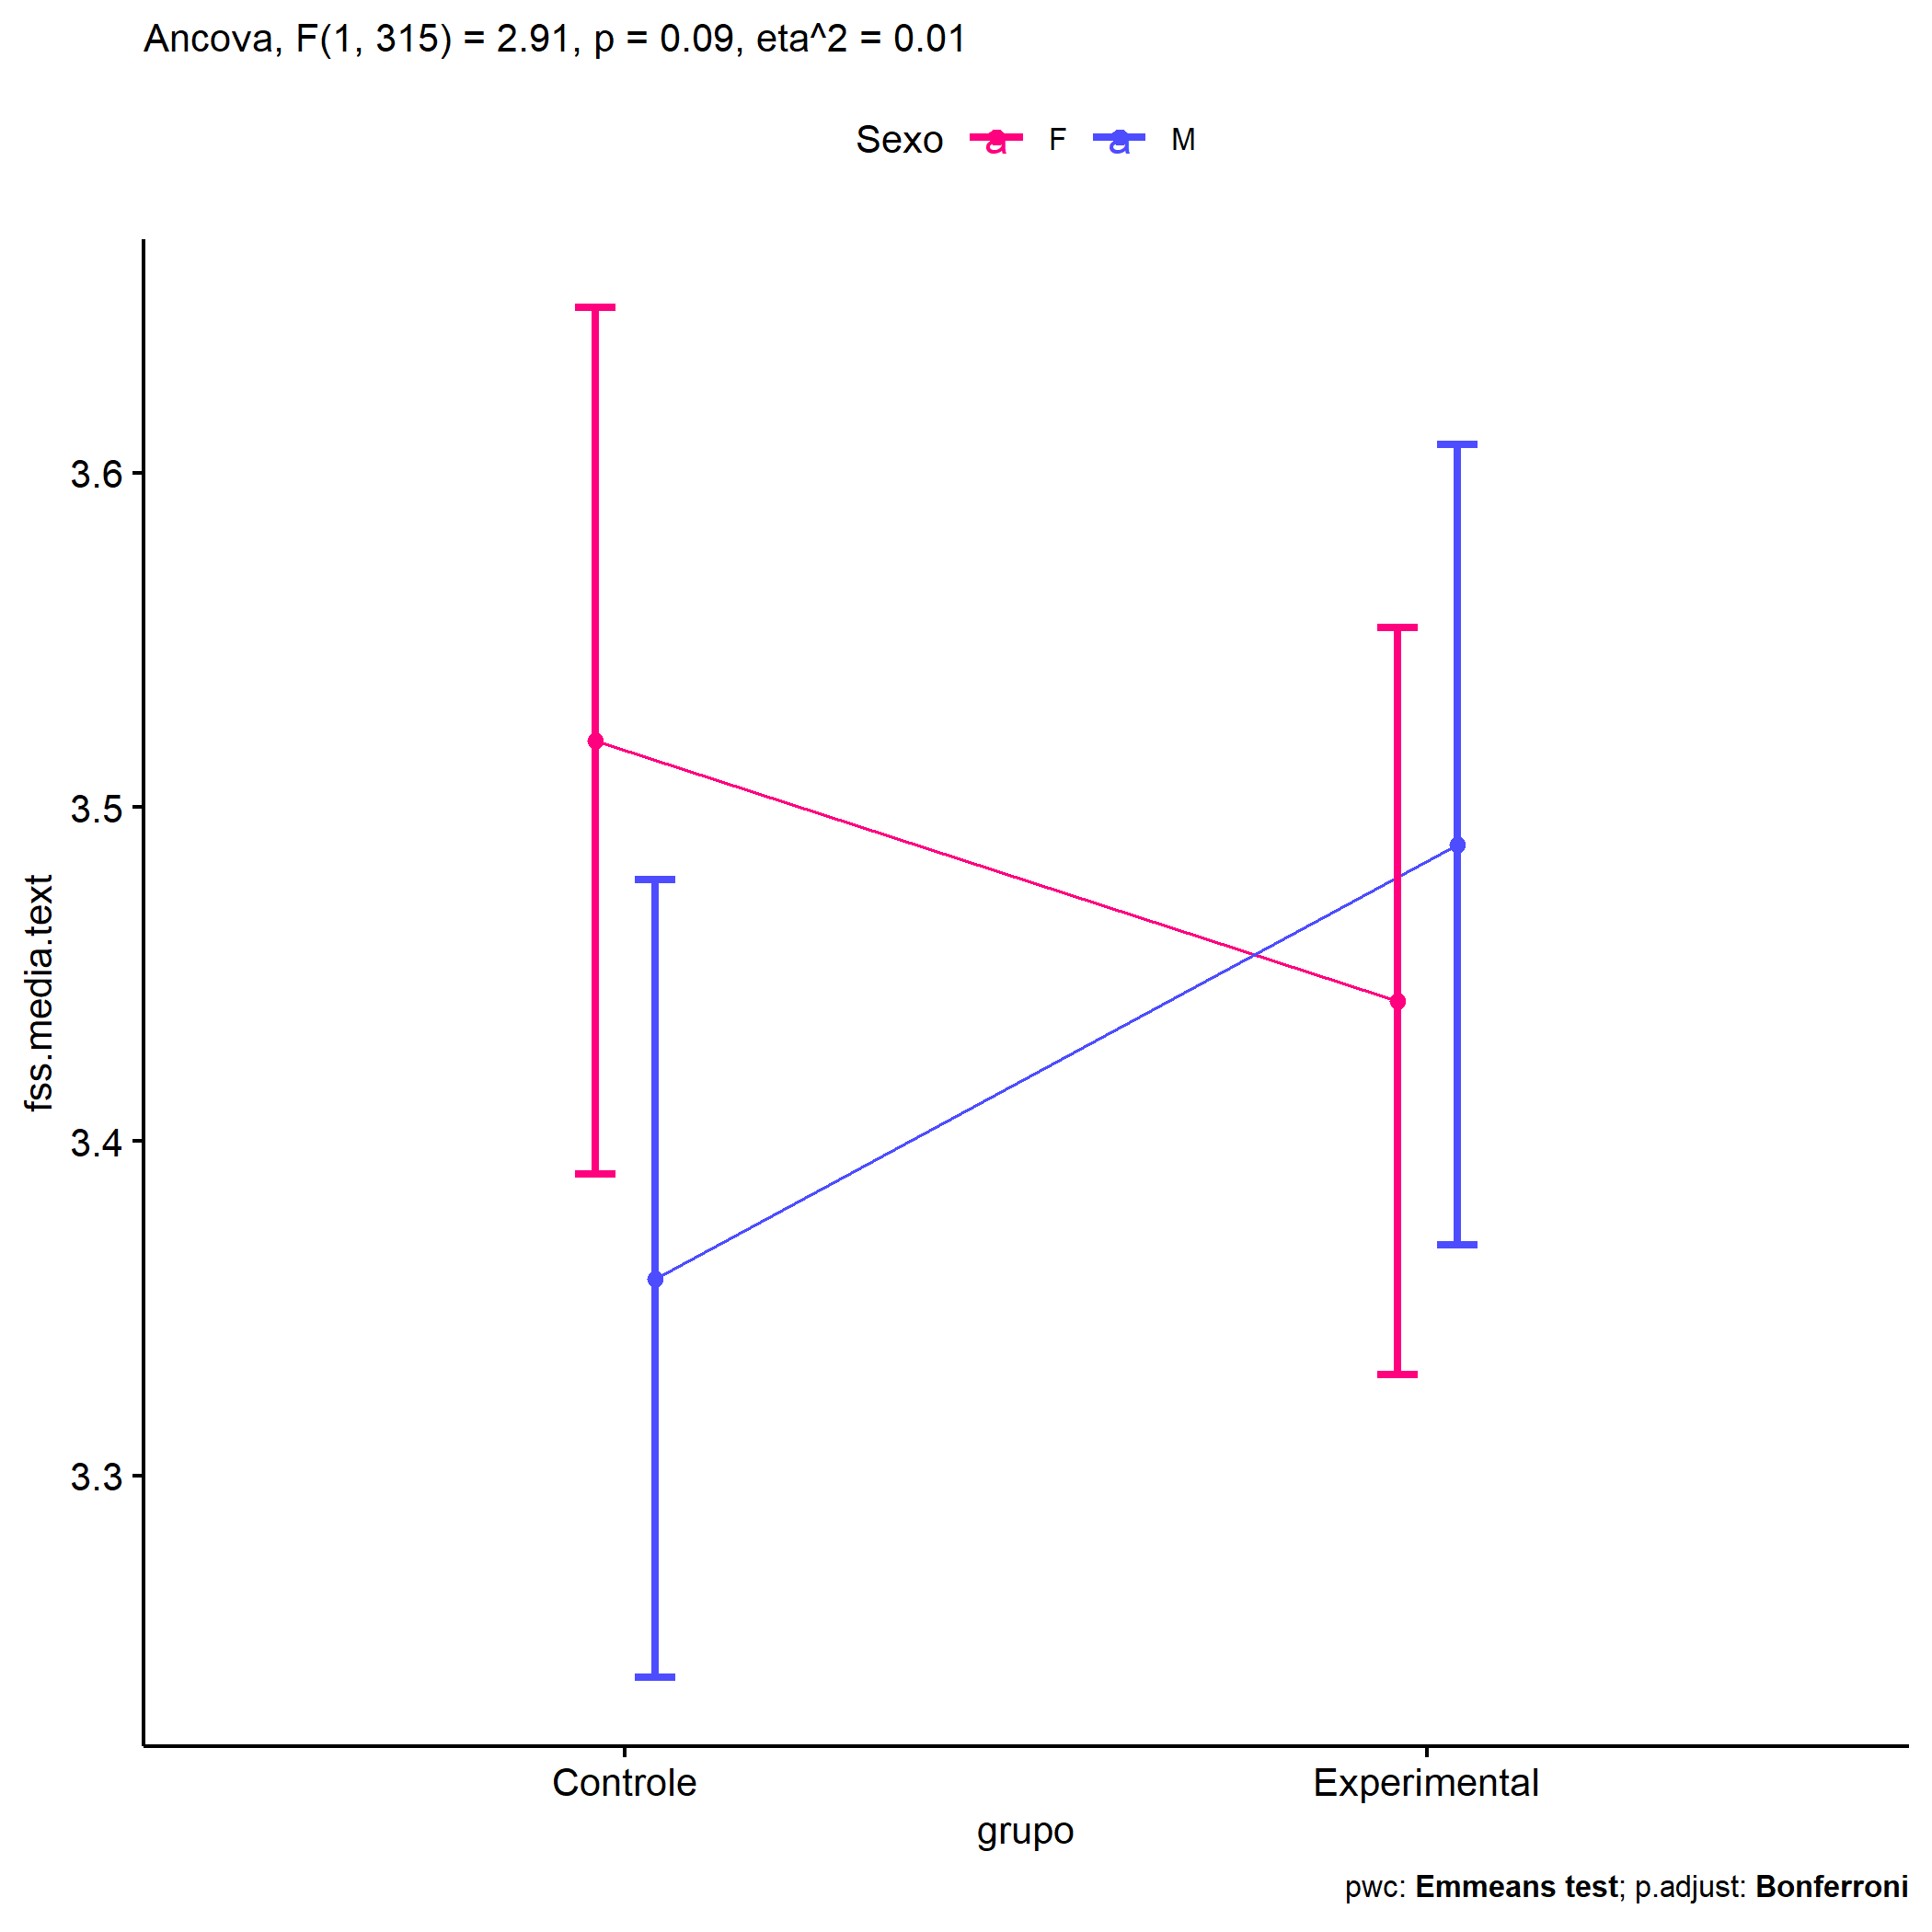 Ancova, F(1, 315) = 2.91, p = 0.09, eta^2 = 0.01
Sexo a F a M
3.6
3.5
3.4
3.3
fss.media.text
Controle Experimental
grupo
pwc: Emmeans test; p.adjust: Bonferroni